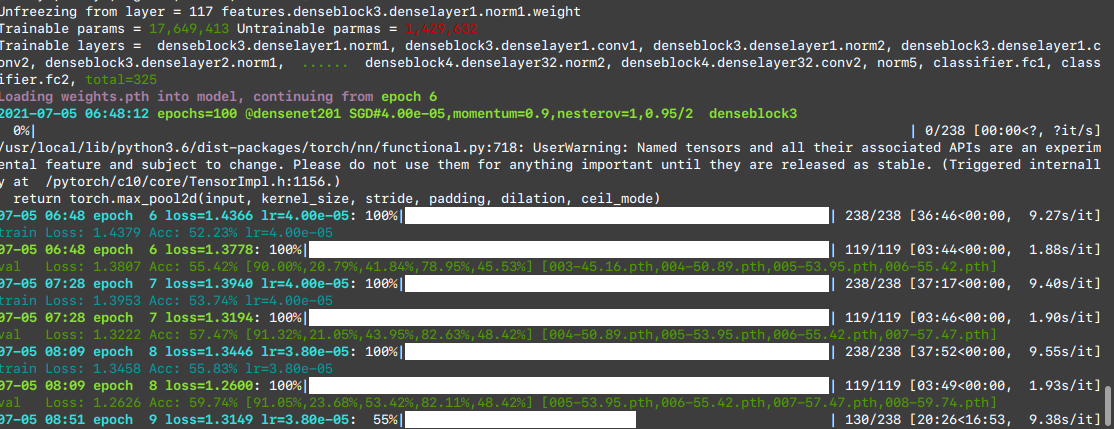 Unfreezing from layer = 117 features.denseblock3.denselayer1.norm1.weight
Trainable params = 17,649,413 Untrainable parmas = 1,429,632
Trainable layers =  denseblock3.denselayer1.norm1, denseblock3.denselayer1.conv1, denseblock3.denselayer1.norm2, denseblock3.denselayer1.c
onv2, denseblock3.denselayer2.norm1,  ......  denseblock4.denselayer32.norm2, denseblock4.denselayer32.conv2, norm5, classifier.fc1, class
ifier.fc2, total=325
Loading weights.pth into model, continuing from epoch 6
2021-07-05 06:48:12 epochs=100 @densenet201 SGD#4.00e-05,momentum=0.9,nesterov=1,0.95/2  denseblock3
0%| | 0/238 [00:00<?, ?it/s]
/usr/local/lib/python3.6/dist-packages/torch/nn/functional.py:718: UserWarning: Named tensors and all their associated APIs are an experim
ental feature and subject to change. Please do not use them for anything important until they are released as stable. (Triggered internall
y at  /pytorch/c10/core/TensorImpl.h:1156.)
return torch.max_pool2d(input, kernel_size, stride, padding, dilation, ceil_mode)
07-05 06:48 epoch  6 loss=1.4366 lr=4.00e-05: 100%| | 238/238 [36:46<00:00,  9.27s/it]
train Loss: 1.4379 Acc: 52.23% lr=4.00e-05
07-05 06:48 epoch  6 loss=1.3778: 100%| | 119/119 [03:44<00:00,  1.88s/it]
val   Loss: 1.3807 Acc: 55.42% [90.00%,20.79%,41.84%,78.95%,45.53%] [003-45.16.pth,004-50.89.pth,005-53.95.pth,006-55.42.pth]
07-05 07:28 epoch  7 loss=1.3940 lr=4.00e-05: 100%| | 238/238 [37:17<00:00,  9.40s/it]
train Loss: 1.3953 Acc: 53.74% lr=4.00e-05
07-05 07:28 epoch  7 loss=1.3194: 100%| | 119/119 [03:46<00:00,  1.90s/it]
val   Loss: 1.3222 Acc: 57.47% [91.32%,21.05%,43.95%,82.63%,48.42%] [004-50.89.pth,005-53.95.pth,006-55.42.pth,007-57.47.pth]
07-05 08:09 epoch  8 loss=1.3446 lr=3.80e-05: 100%| | 238/238 [37:52<00:00,  9.55s/it]
train Loss: 1.3458 Acc: 55.83% lr=3.80e-05
07-05 08:09 epoch  8 loss=1.2600: 100%| | 119/119 [03:49<00:00,  1.93s/it]
val   Loss: 1.2626 Acc: 59.74% [91.05%,23.68%,53.42%,82.11%,48.42%] [005-53.95.pth,006-55.42.pth,007-57.47.pth,008-59.74.pth]
07-05 08:51 epoch  9 loss=1.3149 lr=3.80e-05:  55%| | 130/238 [20:26<16:53,  9.38s/it]